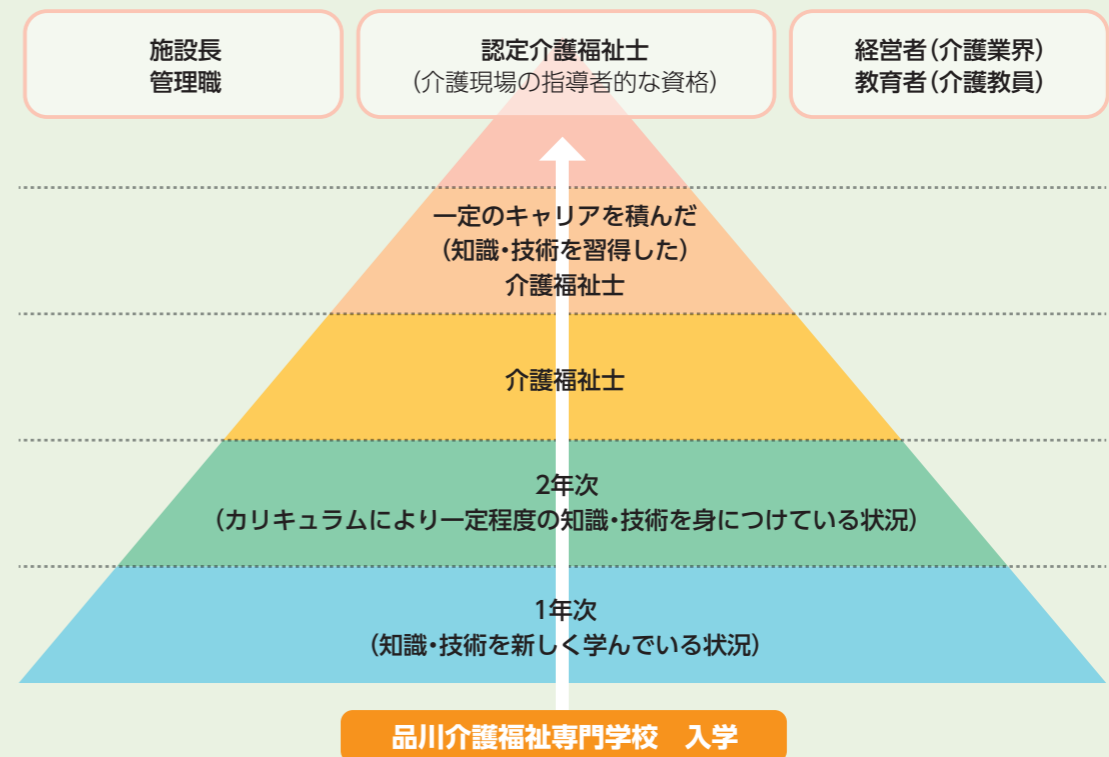 施設長
管理職
認定介護福祉士
（介護現場の指導者的な資格）
経営者（介護業界）
教育者（介護教員）
一定のキャリアを積んだ
（知識・技術を習得した）
介護福祉士
介護福祉士
2年次
（カリキュラムにより一定程度の知識・技術を身につけている状況）
1年次
（知識・技術を新しく学んでいる状況）
品川介護福祉専門学校　入学